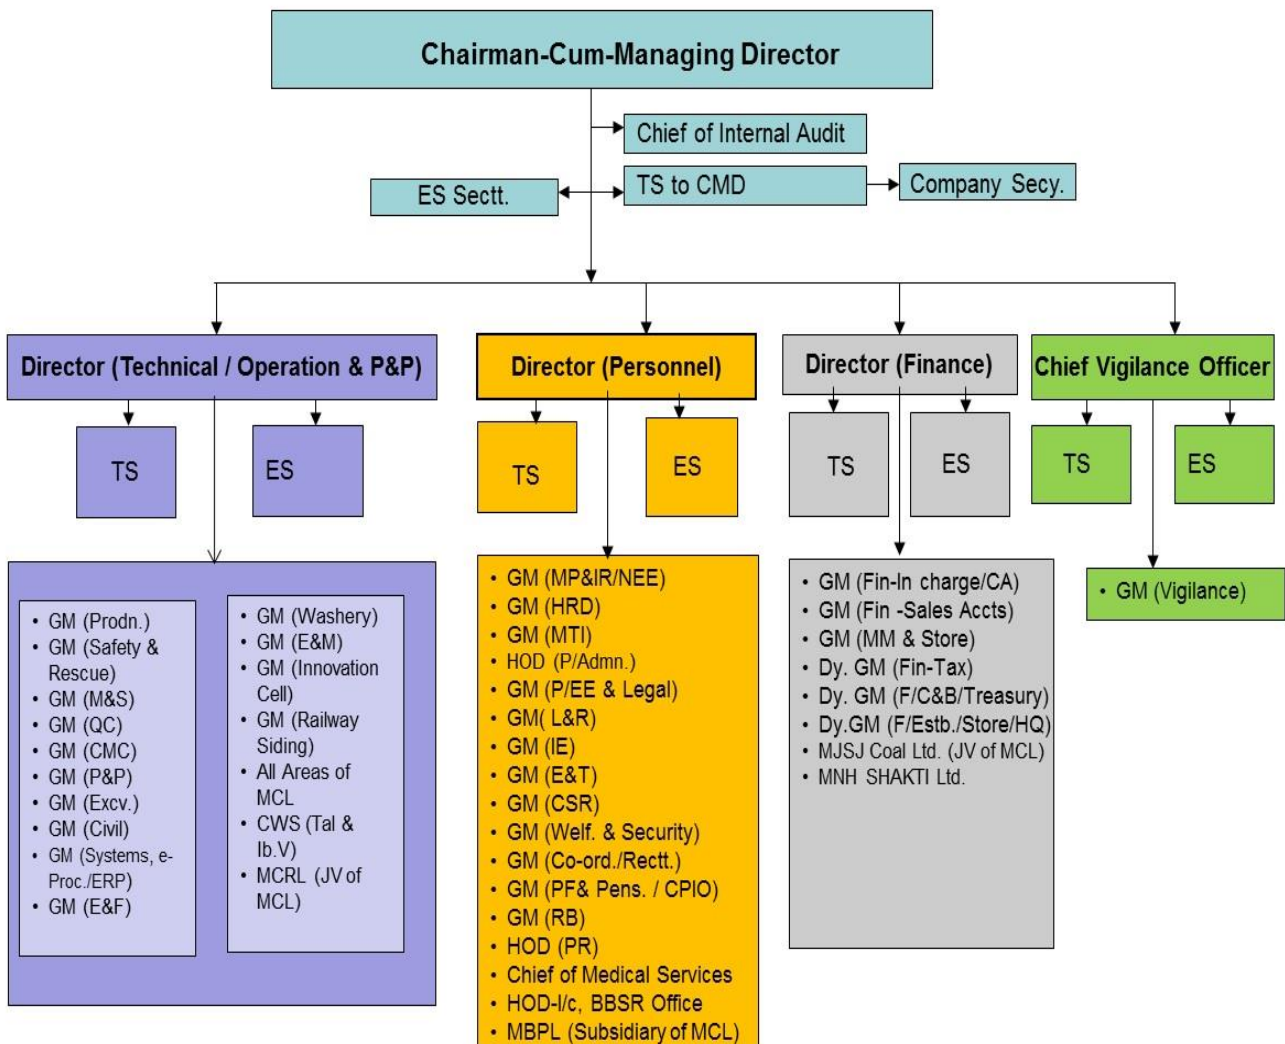 Chairman-Cum-Managing Director
Chief of Internal Audit
ES Sectt.
TS to CMD
Company Secy.
Director (Technical / Operation & P&P)
TS
ES
• GM (Prodn.)
• GM (Safety &
Rescue)
• GM (M&S)
• GM (QC)
• GM (CMC)
• GM (P&P)
• GM (Excv.)
• GM (Civil)
• GM (Systems, e-
Proc./ERP)
• GM (E&F)
• GM (Washery)
• GM (E&M)
• GM (Innovation
Cell)
• GM (Railway
Siding)
• All Areas of
MCL
• CWS (Tal &
Ib.V)
• MCRL (JV of
MCL)
Director (Personnel)
TS
ES
• GM (MP&IR/NEE)
• GM (HRD)
• GM (MTI)
• HOD (P/Admn.)
• GM (P/EE & Legal)
• GM( L&R)
• GM (IE)
• GM (E&T)
• GM (CSR)
• GM (Welf. & Security)
• GM (Co-ord./Rectt.)
• GM (PF& Pens. / CPIO)
• GM (RB)
• HOD (PR)
• Chief of Medical Services
• HOD-I/c, BBSR Office
• MBPL (Subsidiary of MCL)
Director (Finance)
TS
ES
• GM (Fin-In charge/CA)
• GM (Fin -Sales Accts)
• GM (MM & Store)
• Dy. GM (Fin-Tax)
• Dy. GM (F/C&B/Treasury)
• Dy.GM (F/Estb./Store/HQ)
• MJSJ Coal Ltd. (JV of MCL)
• MNH SHAKTI Ltd.
Chief Vigilance Officer
TS
ES
• GM (Vigilance)